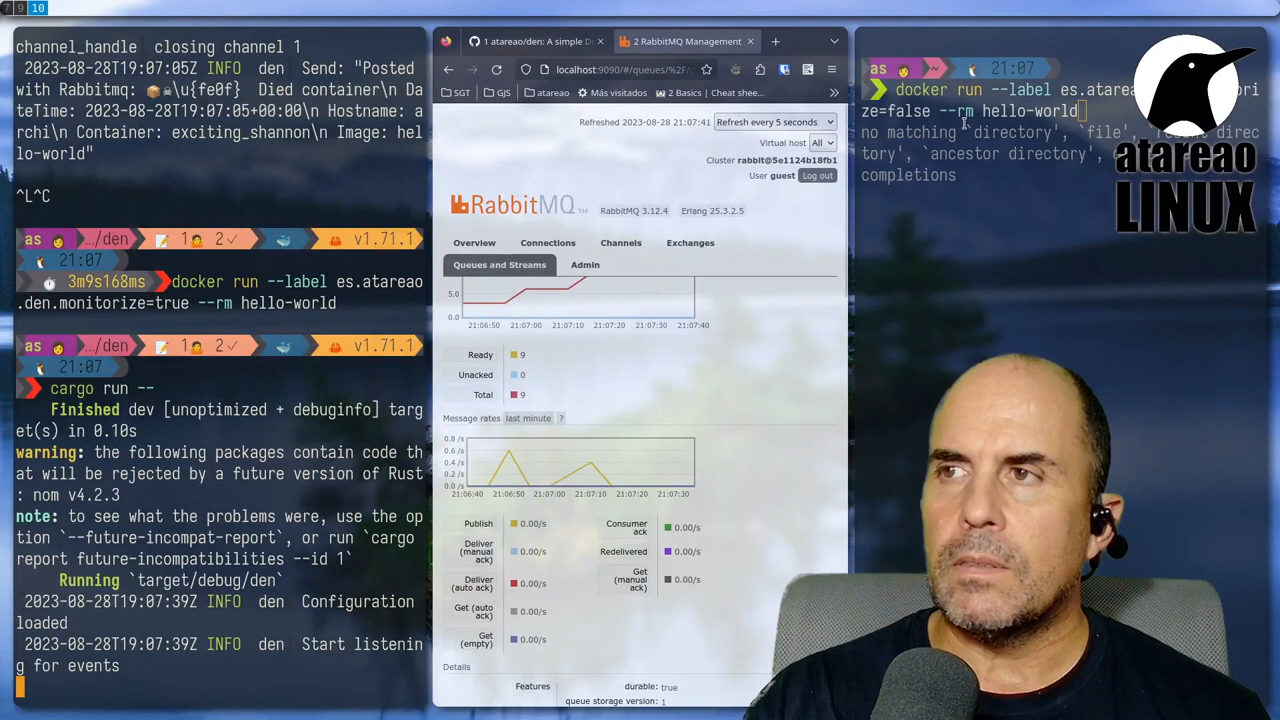 7 9 10
channel_handle  closing channel 1
2023-08-28T19:07:05Z INFO  den  Send: "Posted
with Rabbitmq: 📦☠\u{fe0f}  Died container\n Da
teTime: 2023-08-28T19:07:05+00:00\n Hostname: a
rchi\n Container: exciting_shannon\n Image: hel
lo-world"
^L^C
as …/den 1 2✓ v1.71.1
21:07
3m9s168ms docker run --label es.atareao
.den.monitorize=true --rm hello-world
as …/den 1 2✓ v1.71.1
21:07
cargo run --
Finished dev [unoptimized + debuginfo] targ
et(s) in 0.10s
warning: the following packages contain code th
at will be rejected by a future version of Rust
: nom v4.2.3
note: to see what the problems were, use the op
tion `--future-incompat-report`, or run `cargo
report future-incompatibilities --id 1`
Running `target/debug/den`
2023-08-28T19:07:39Z INFO  den  Configuration
loaded
2023-08-28T19:07:39Z INFO  den  Start listenin
g for events
1 atareao/den: A simple D
2 RabbitMQ Management
localhost:9090/#/queues/%2F/
SGT atareao Más visitados 2 Basics | Cheat shee...
Refreshed 2023-08-28 21:07:41 Refresh every 5 seconds
Virtual host All
Cluster rabbit@5e1124b18fb1
User guest Log out
RabbitMQ TM RabbitMQ 3.12.4 Erlang 25.3.2.5
Overview Connections Channels Exchanges
Queues and Streams Admin
5.0
0.0
21:06:50 21:07:00 21:07:10 21:07:20 21:07:30 21:07:40
Ready 9
Unacked 0
Total 9
Message rates last minute ?
0.8 /s
0.6 /s
0.4 /s
0.2 /s
0.0 /s
21:06:40 21:06:50 21:07:00 21:07:10 21:07:20 21:07:30
Publish 0.00/s
Deliver (manual ack) 0.00/s
Deliver (auto ack) 0.00/s
Get (auto ack) 0.00/s
Get (empty) 0.00/s
Consumer ack 0.00/s
Redelivered 0.00/s
Get (manual ack) 0.00/s
Details
Features durable: true
queue storage version: 1
as ~ 21:07
docker run --label es.atarea ori
ze=false --rm hello-world
no matching `directory`, `file`, `recent direc
tory`, `ancestor directory`,
completions
atareao
LINUX